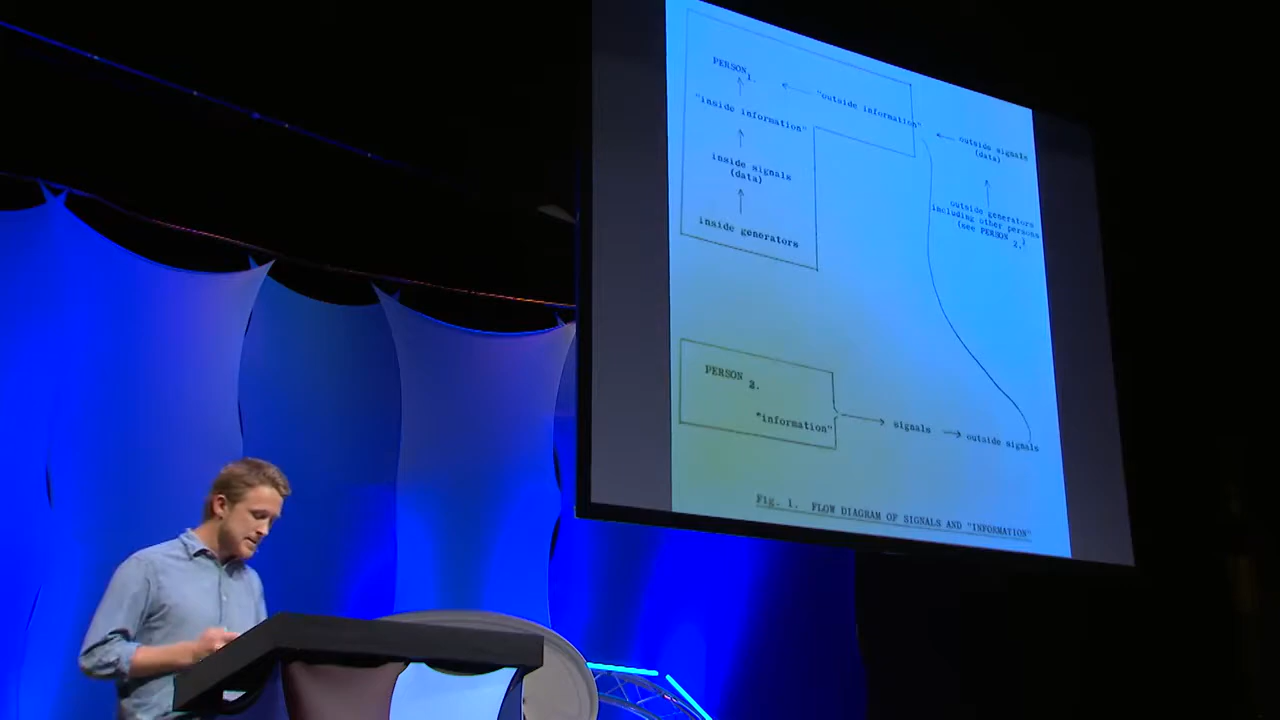 PERSON 1.
"outside information"
"inside information"
outside signals
(data)
inside signals
(data)
outside generators
including other persons
(see PERSON 2.)
inside generators
PERSON 2.
"information"
signals
outside signals
Fig. 1. FLOW DIAGRAM OF SIGNALS AND "INFORMATION"